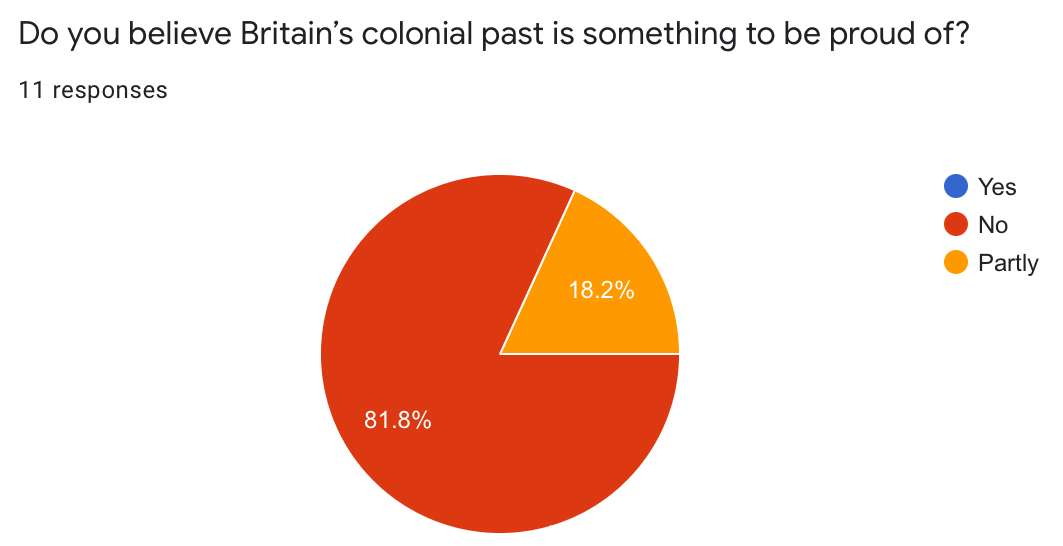 Do you believe Britain’s colonial past is something to be proud of?
11 responses
Yes
No
Partly
18.2%
81.8%